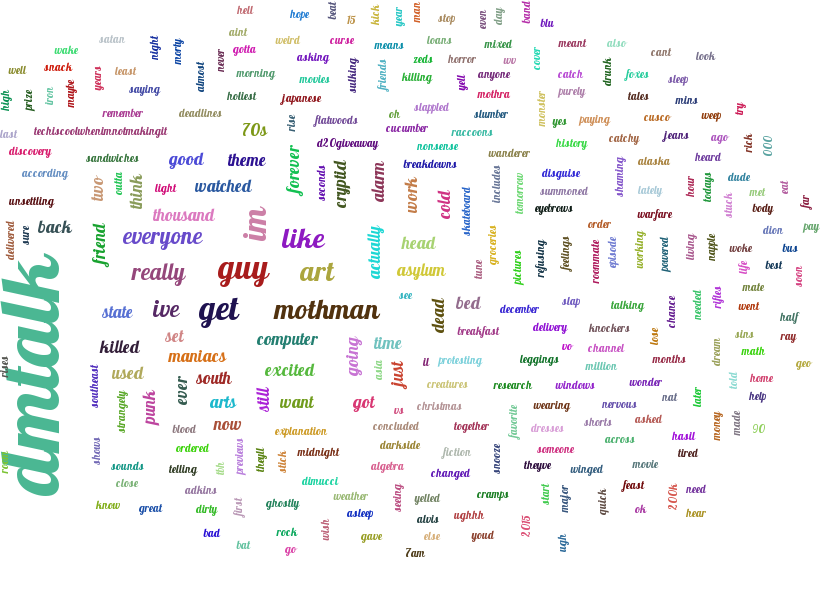 hell
hope
beat
15
kick
year
man
stop
even
day
band
blu
satan
wake
night
morty
aint
gotta
weird
curse
means
loans
mixed
meant
also
cant
look
well
snack
years
least
almost
never
morning
asking
movies
sulking
friends
zeds
horror
killing
yell
wo
anyone
cover
catch
drunk
foxes
sleep
high
prize
iron
maybe
saying
hottest
japanese
slappled
mothra
purely
tales
mins
remember
deadlines
rise
flatwoods
oh
cucumber
slumber
monster
yes
paying
cusco
weep
try
last
techiscoolwhenimnotmakingit
70s
d20giveaway
nonsense
raccoons
history
catchy
jeans
ago
rick
000
discovery
sandwiches
good
theme
forever
seconds
cryptid
alarm
breakdowns
wanderer
disguise
shaming
alaska
heard
according
two
outta
think
light
watched
work
cold
skateboard
includes
tomorrow
summoned
lately
hour
todays
dude
met
eat
unsettling
thousand
im
eyebrows
warfare
stuck
body
far
delivered
sure
back
friend
everyone
like
actually
head
groceries
order
dion
pay
really
guy
art
asylum
tune
pictures
refusing
feelings
roommate
episode
working
powered
living
napple
woke
bus
life
best
soon
dmtalk
state
ive
get
mothman
see
dead
bed
december
slap
talking
chance
needed
rifles
mate
went
half
killed
set
computer
time
breakfast
delivery
knockers
lose
sins
ray
rises
maniacs
going
asia
just
il
protesting
leggings
vo
channel
million
months
dream
math
geo
southeast
used
south
excited
creatures
research
windows
wonder
told
home
strangely
punk
ever
arts
still
want
got
vs
christmas
favorite
wearing
nervous
nat
later
help
blood
now
explanation
concluded
together
dresses
shorts
asked
money
made
90
shows
ordered
previews
theyll
stick
midnight
darkside
fiction
snooze
someone
across
hasit
tired
room
sounds
telling
tbh
algebra
changed
theyve
winged
movie
close
adkins
dimucci
weather
seeing
yelled
cramps
start
major
quick
feast
200k
need
know
great
dirty
first
ghostly
asleep
alvis
ughhh
ok
hear
bad
rock
wish
gave
else
youd
2015
bat
go
7am
ugh